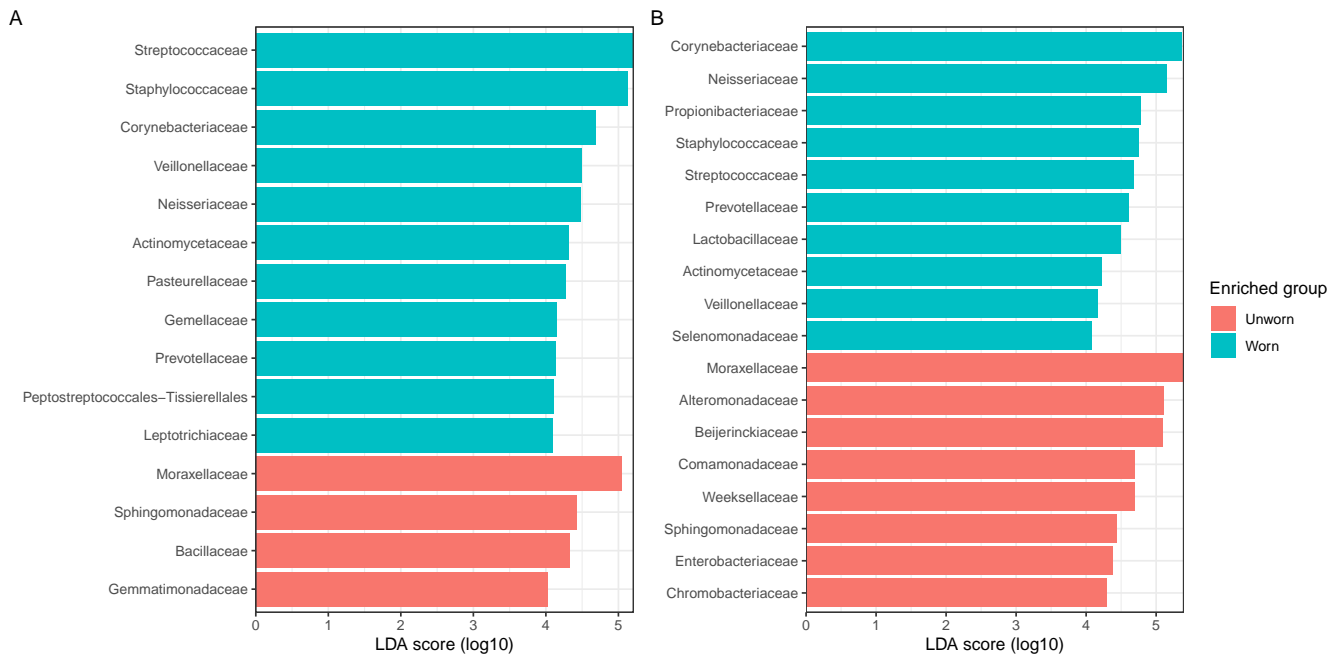 A
Streptococcaceae
Staphylococcaceae
Corynebacteriaceae
Veillonellaceae
Neisseriaceae
Actinomycetaceae
Pasteurellaceae
Gemellaceae
Prevotellaceae
Peptostreptococcales−Tissierellales
Leptotrichiaceae
Moraxellaceae
Sphingomonadaceae
Bacillaceae
Gemmatimonadaceae
0 1 2 3 4 5
LDA score (log10)
B
Corynebacteriaceae
Neisseriaceae
Propionibacteriaceae
Staphylococcaceae
Streptococcaceae
Prevotellaceae
Lactobacillaceae
Actinomycetaceae
Veillonellaceae
Selenomonadaceae
Moraxellaceae
Alteromonadaceae
Beijerinckiaceae
Comamonadaceae
Weeksellaceae
Sphingomonadaceae
Enterobacteriaceae
Chromobacteriaceae
0 1 2 3 4 5
LDA score (log10)
Enriched group
Unworn
Worn